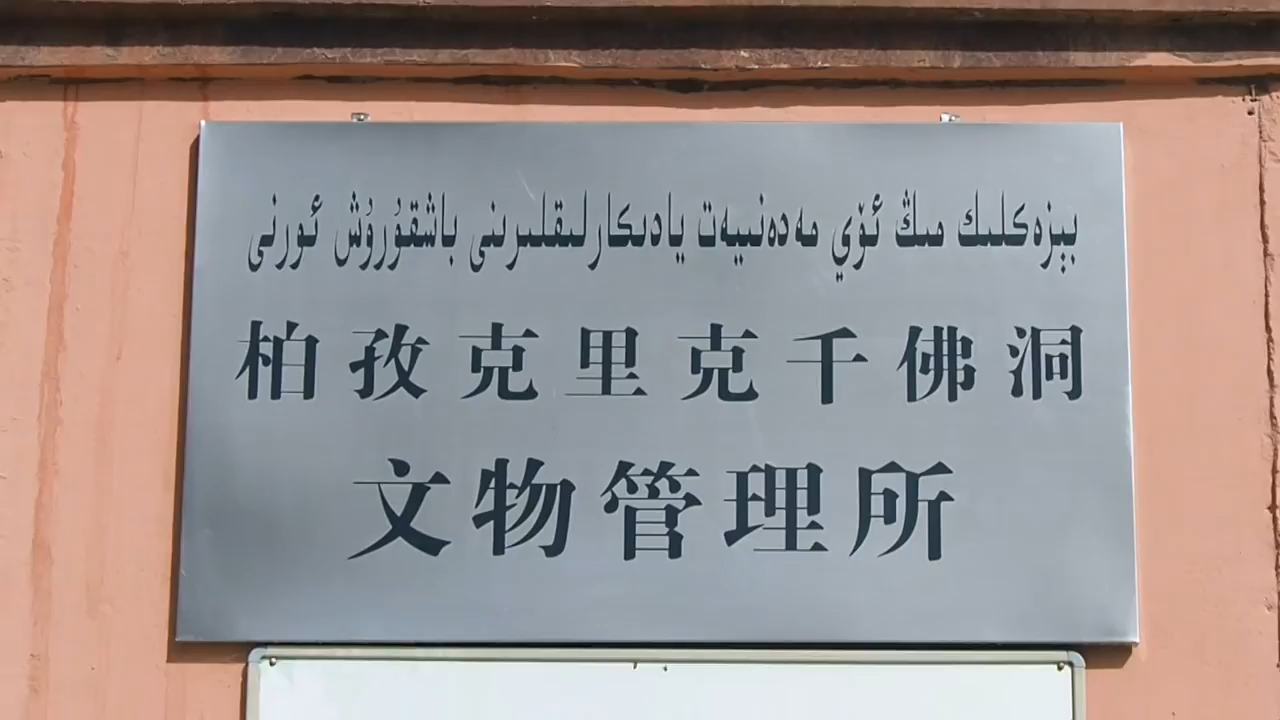 بېزەكلىك مىڭ ئۆي مەدەنىيەت يادىكارلىقلىرىنى باشقۇرۇش ئورنى
柏孜克里克千佛洞
文物管理所